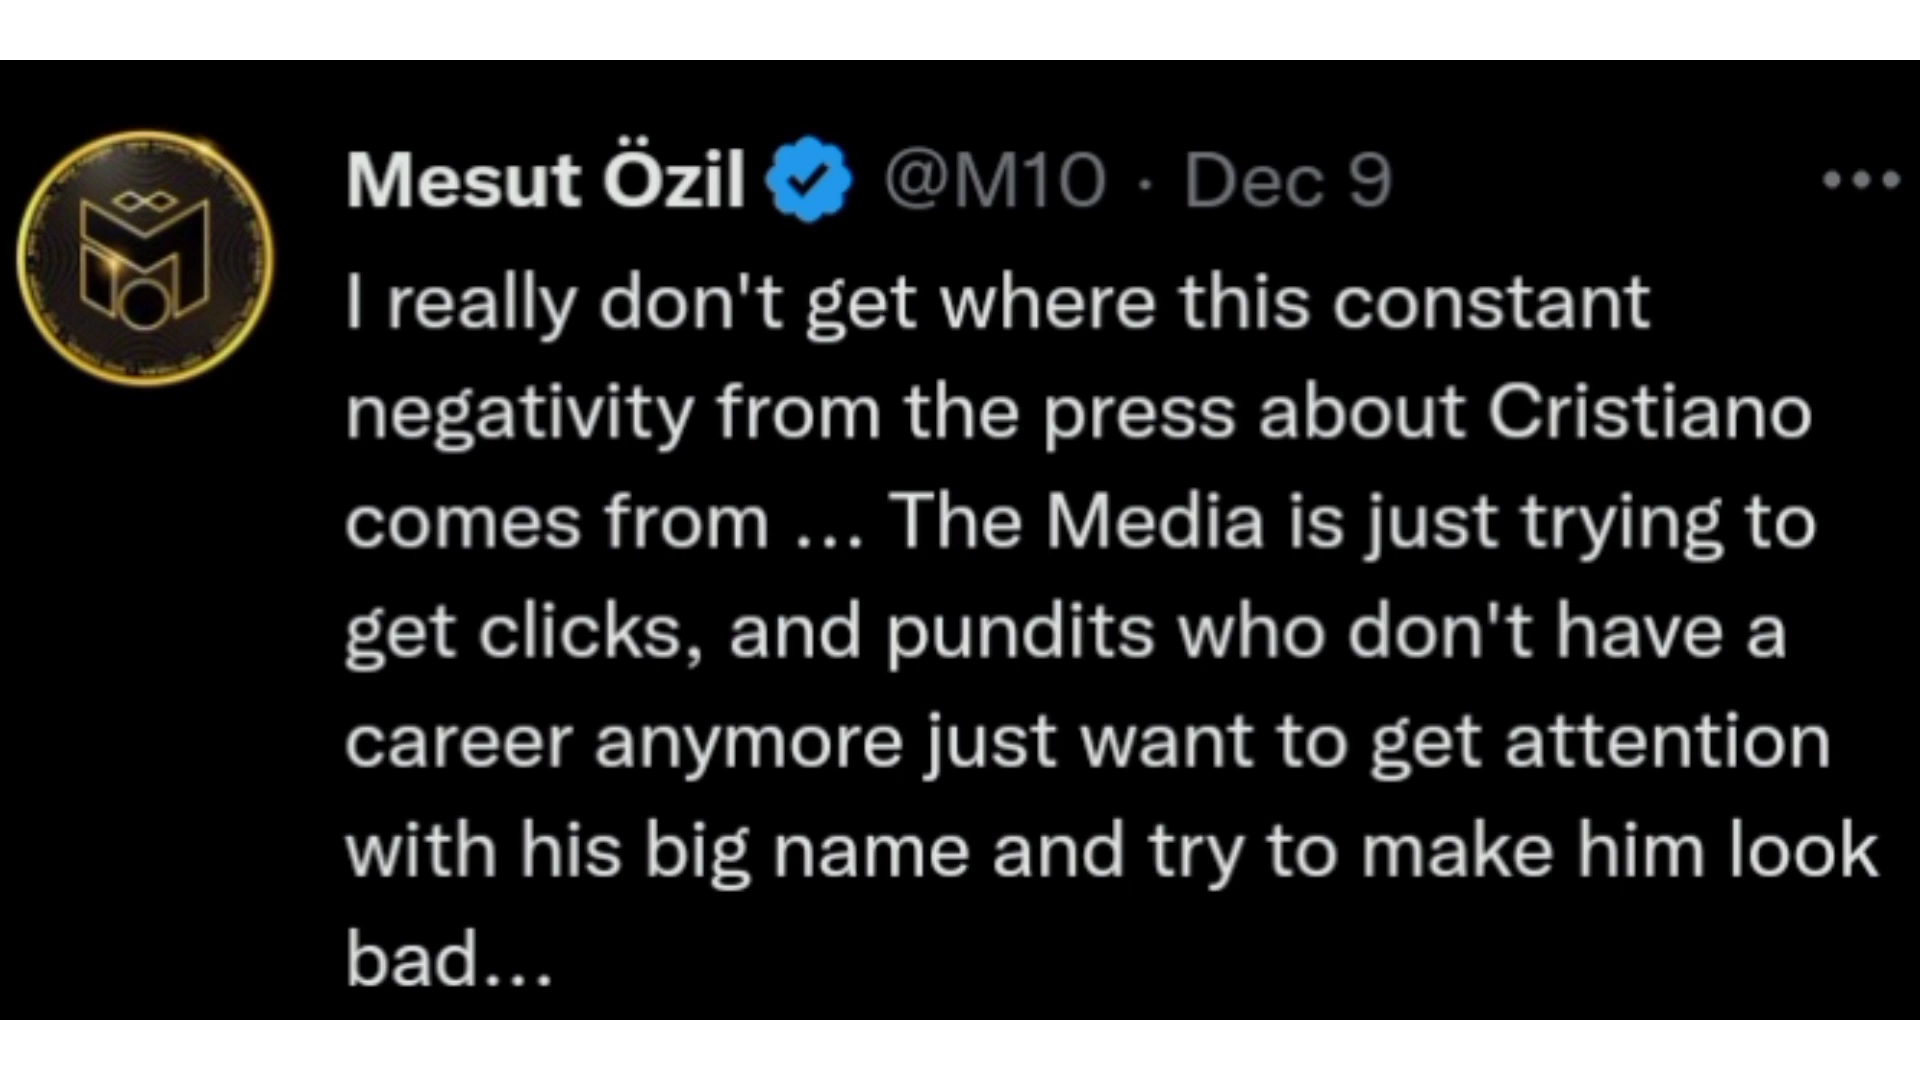 Mesut Özil @M10 · Dec 9 ...
I really don't get where this constant
negativity from the press about Cristiano
comes from ... The Media is just trying to
get clicks, and pundits who don't have a
career anymore just want to get attention
with his big name and try to make him look
bad...